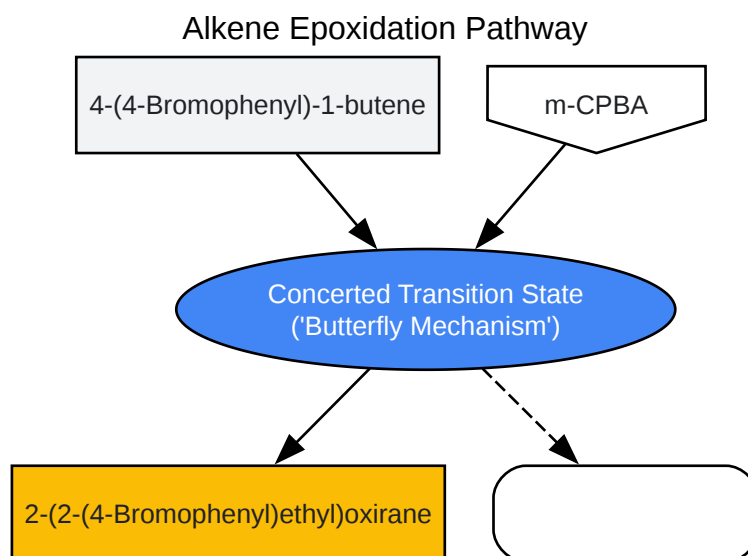 Alkene Epoxidation Pathway
4-(4-Bromophenyl)-1-butene
m-CPBA
Concerted Transition State
('Butterfly Mechanism')
2-(2-(4-Bromophenyl)ethyl)oxirane